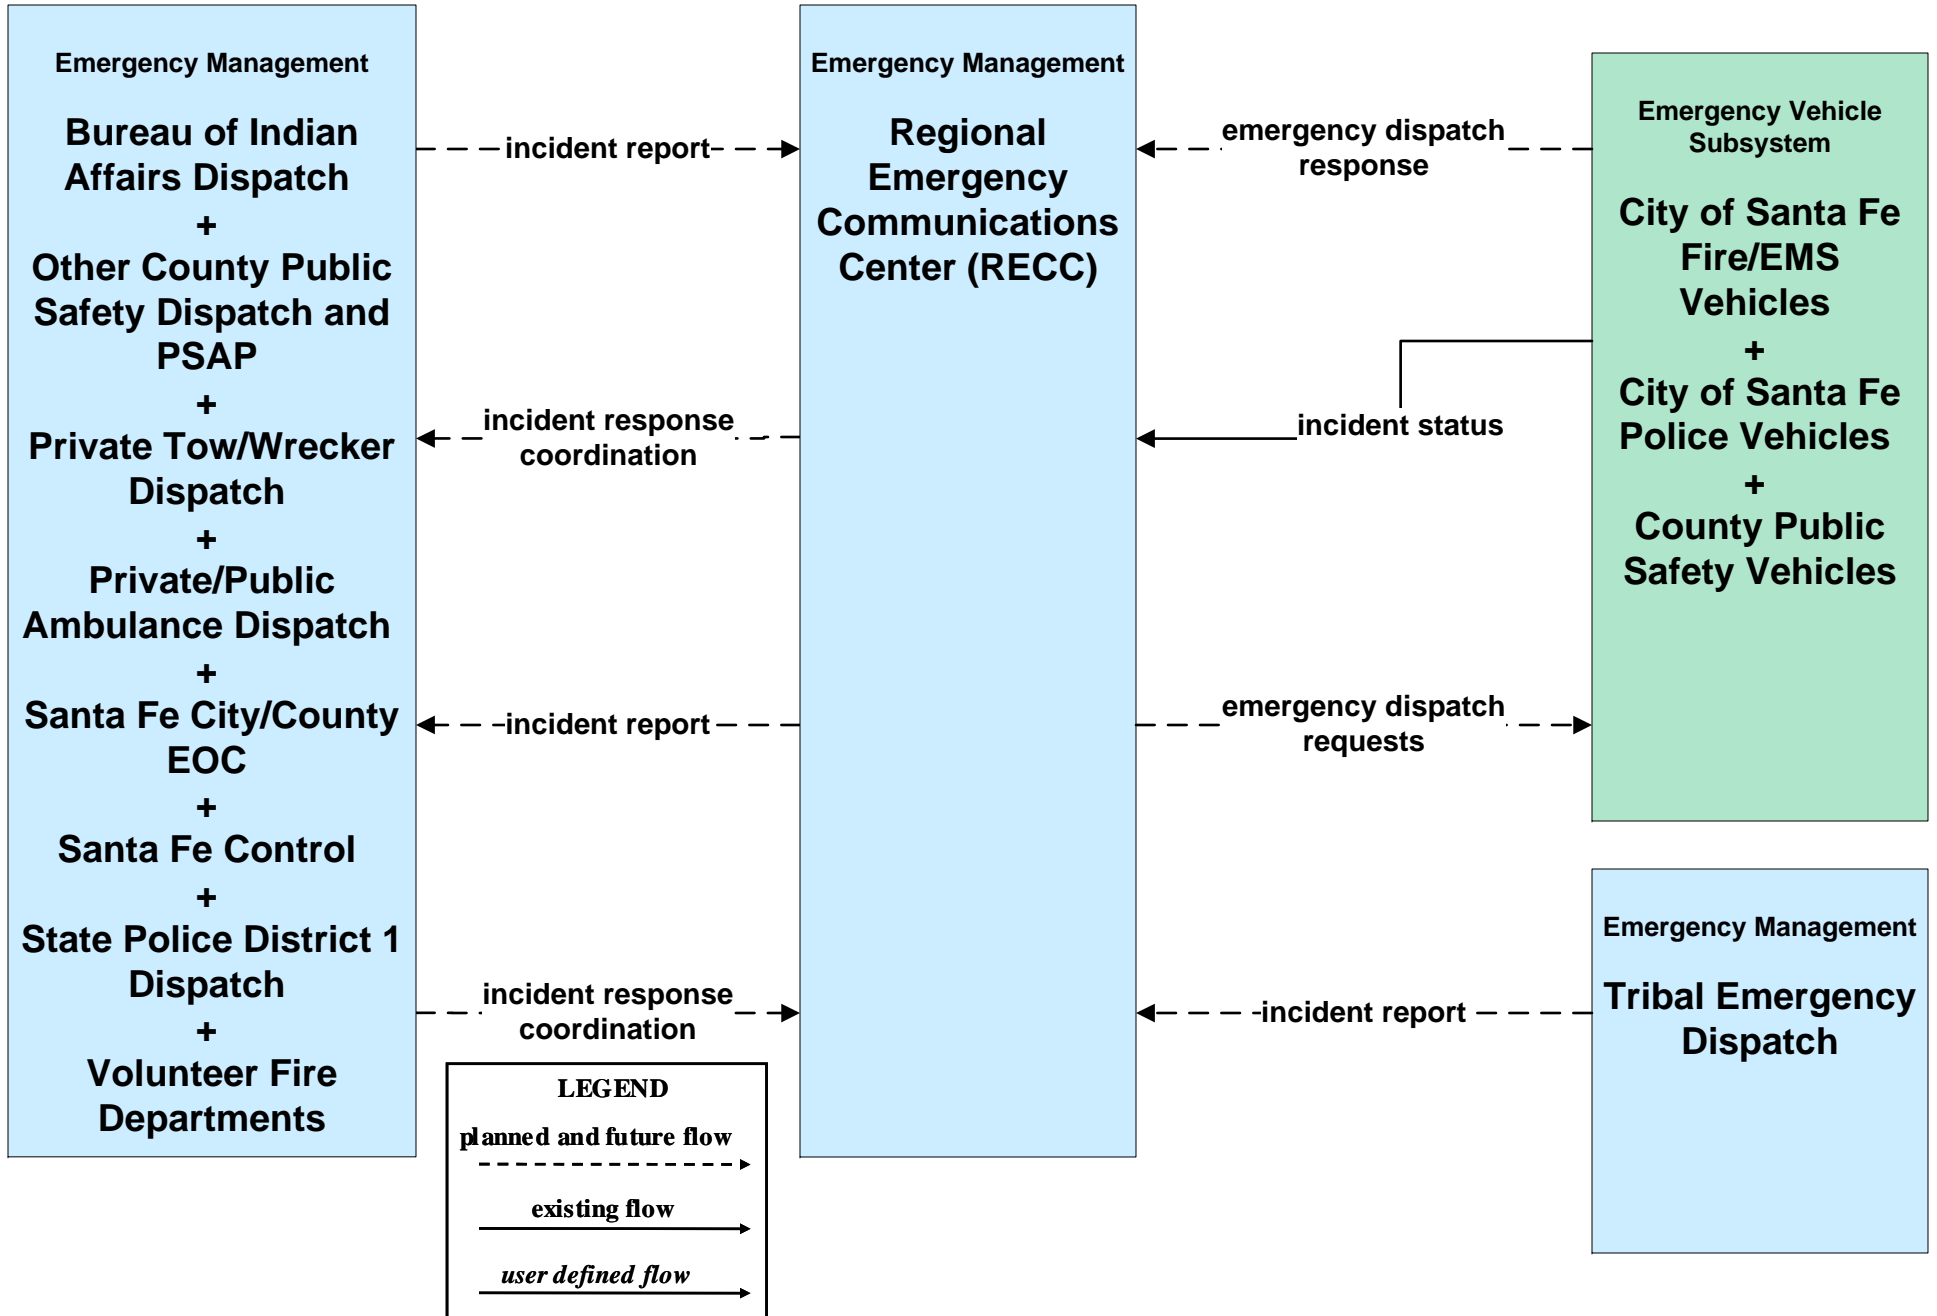 Emergency Management
Bureau of Indian
Affairs Dispatch
+
Other County Public
Safety Dispatch and
PSAP
+
Private Tow/Wrecker
Dispatch
+
Private/Public
Ambulance Dispatch
+
Santa Fe City/County
EOC
+
Santa Fe Control
+
State Police District 1
Dispatch
+
Volunteer Fire
Departments
incident report
incident response
coordination
incident report
incident response
coordination
Emergency Management
Regional
Emergency
Communications
Center (RECC)
emergency dispatch
response
incident status
emergency dispatch
requests
incident report
Emergency Vehicle
Subsystem
City of Santa Fe
Fire/EMS
Vehicles
+
City of Santa Fe
Police Vehicles
+
County Public
Safety Vehicles
Emergency Management
Tribal Emergency
Dispatch
LEGEND
planned and future flow
existing flow
user defined flow